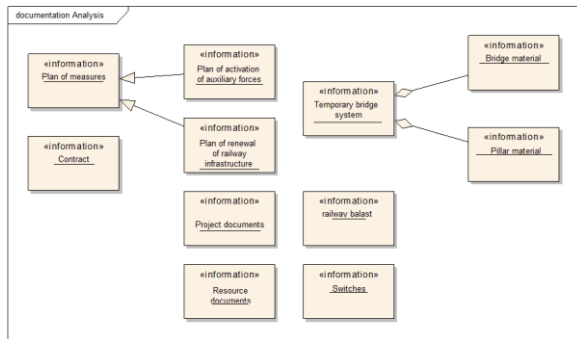 documentation Analysis
«information»
Plan of measures
«information»
Plan of activation
of auxiliary forces
«information»
Bridge material
«information»
Temporary bridge
system
«information»
Contract
«information»
Plan of renewal
of railway
infrastructure
«information»
Pillar material
«information»
Project documents
«information»
railway balast
«information»
Resource
documents
«information»
Switches